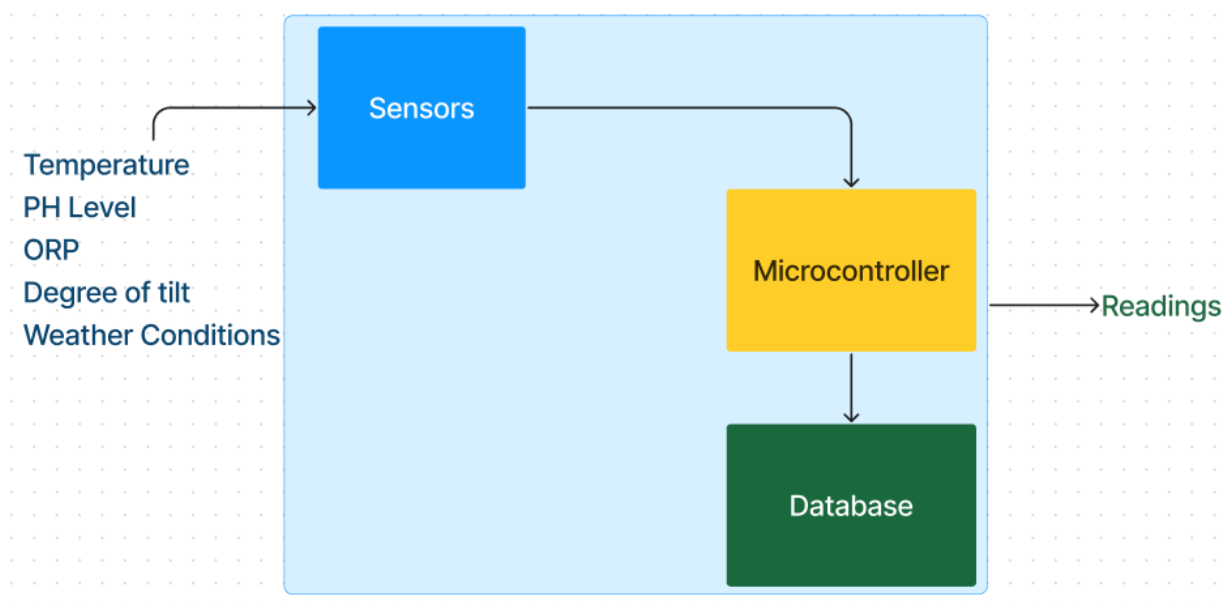 Sensors
Temperature
PH Level
ORP
Degree of tilt
Weather Conditions
Microcontroller
Readings
Database